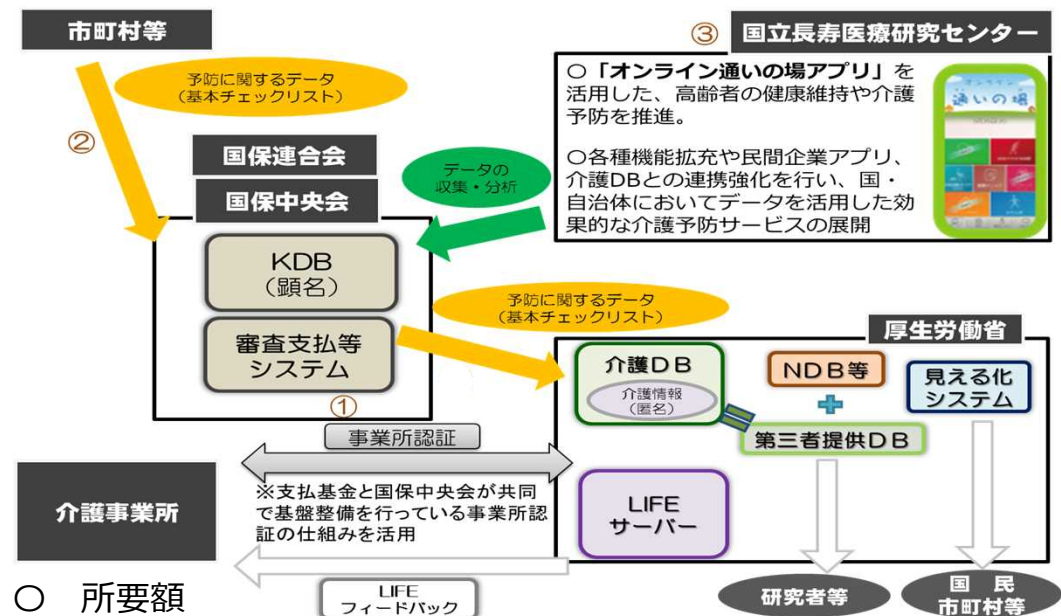 市町村等
予防に関するデータ
(基本チェックリスト)
②
国保連合会
国保中央会
KDB
(顕名)
審査支払等
システム
①
データの
収集・分析
③
国立長寿医療研究センター
○「オンライン通いの場アプリ」を
活用した、高齢者の健康維持や介護
予防を推進。
○各種機能拡充や民間企業アプリ、
介護DBとの連携強化を行い、国・
自治体においてデータを活用した効
果的な介護予防サービスの展開
オンライン
通いの場
予防に関するデータ
(基本チェックリスト)
厚生労働省
介護DB
介護情報
(匿名)
NDB等
+
見える化
システム
第三者提供DB
LIFE
サーバー
事業所認証
※支払基金と国保中央会が共同
で基盤整備を行っている事業所認
証の仕組みを活用
介護事業所
LIFE
フィードバック
研究者等
国 民
市町村等
○ 所要額